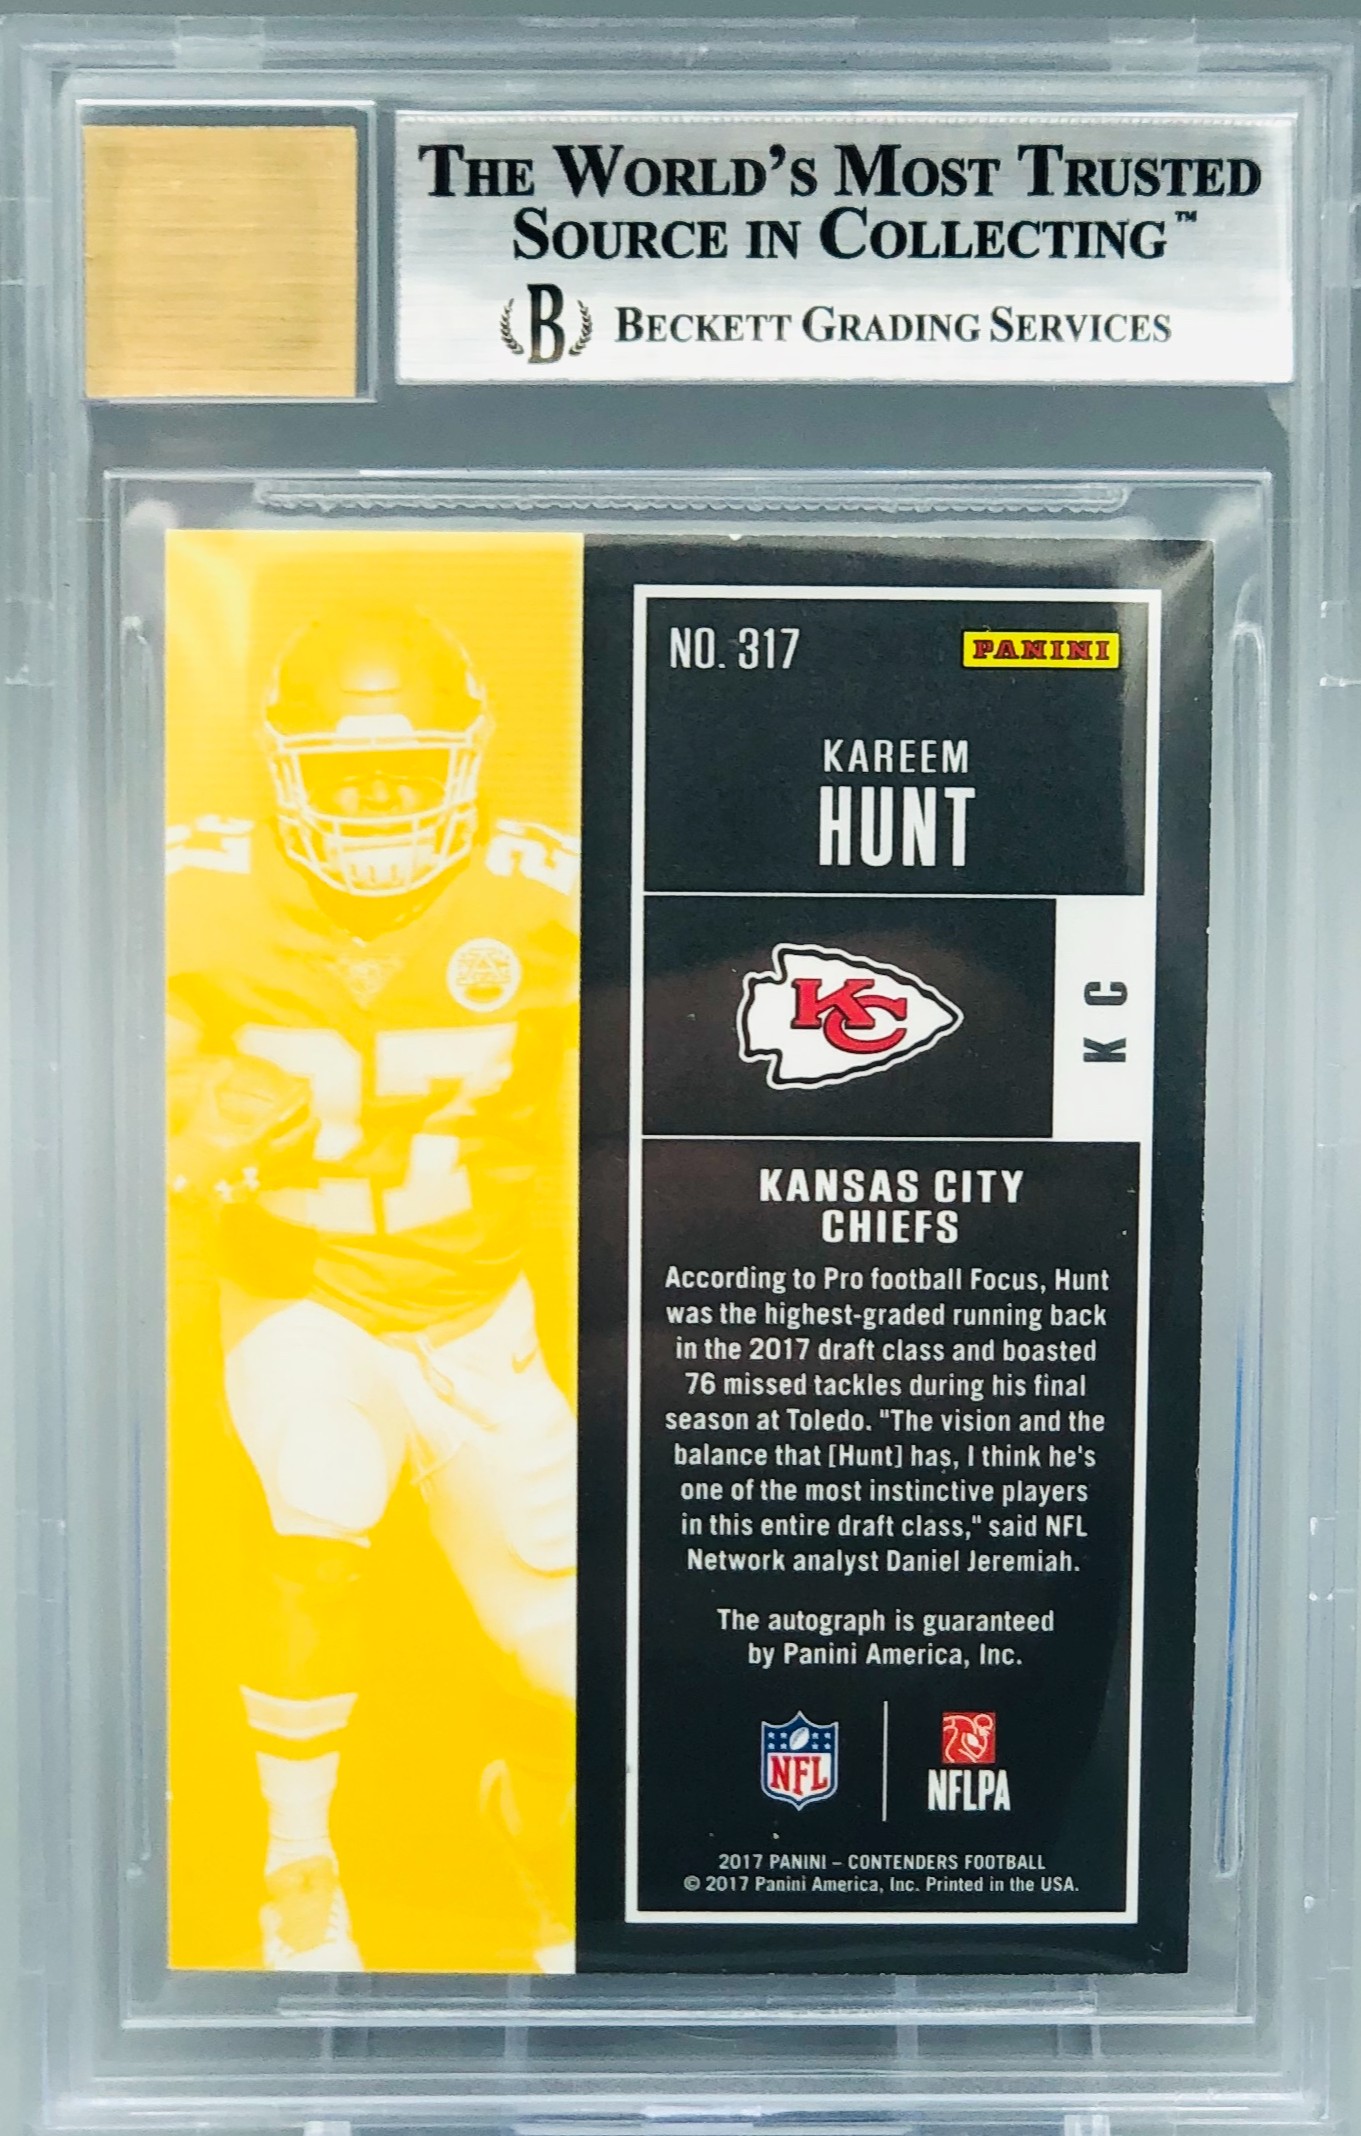 THE WORLD'S MOST TRUSTED
SOURCE IN COLLECTING™
B BECKETT GRADING SERVICES
NO. 317 PANINI
KAREEM
HUNT
KC
K C
KANSAS CITY
CHIEFS
According to Pro football Focus, Hunt
was the highest-graded running back
in the 2017 draft class and boasted
76 missed tackles during his final
season at Toledo. "The vision and the
balance that [Hunt] has, I think he's
one of the most instinctive players
in this entire draft class," said NFL
Network analyst Daniel Jeremiah.
The autograph is guaranteed
by Panini America, Inc.
NFL
NFLPA
2017 PANINI – CONTENDERS FOOTBALL
© 2017 Panini America, Inc. Printed in the USA.
27
27
27